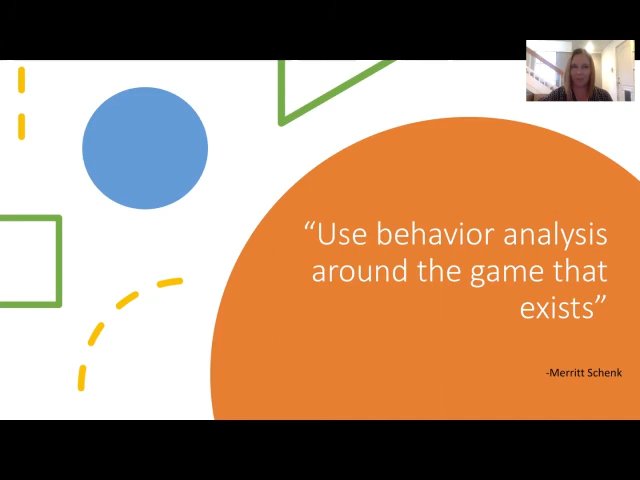 “Use behavior analysis
around the game that
exists”
-Merritt Schenk